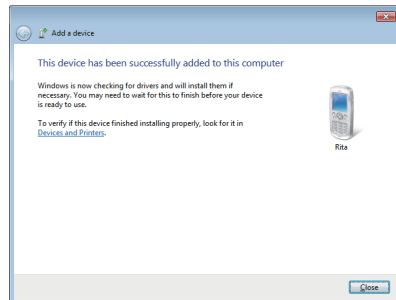 Add a device
This device has been successfully added to this computer
Windows is now checking for drivers and will install them if
necessary. You may need to wait for this to finish before your device
is ready to use.
To verify if this device finished installing properly, look for it in
Devices and Printers.
Rita
Close